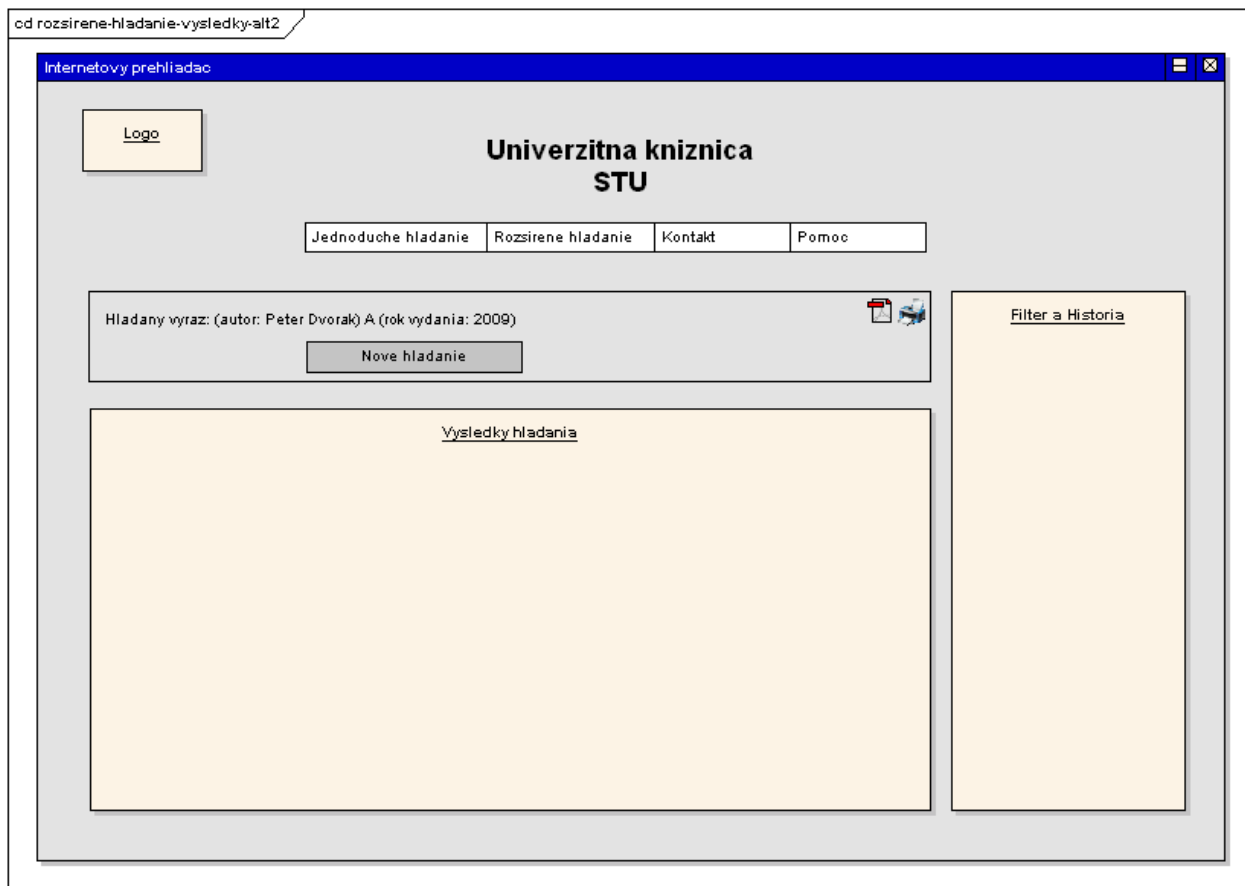 cd rozsirene-hladanie-vysledky-alt2
Internetovy prehliadac
Logo
Univerzitna kniznica
STU
Jednoduche hladanie Rozsirene hladanie Kontakt Pomoc
Hladany vyraz: (autor: Peter Dvorak) A (rok vydania: 2009)
Nove hladanie
Filter a Historia
Vysledky hladania